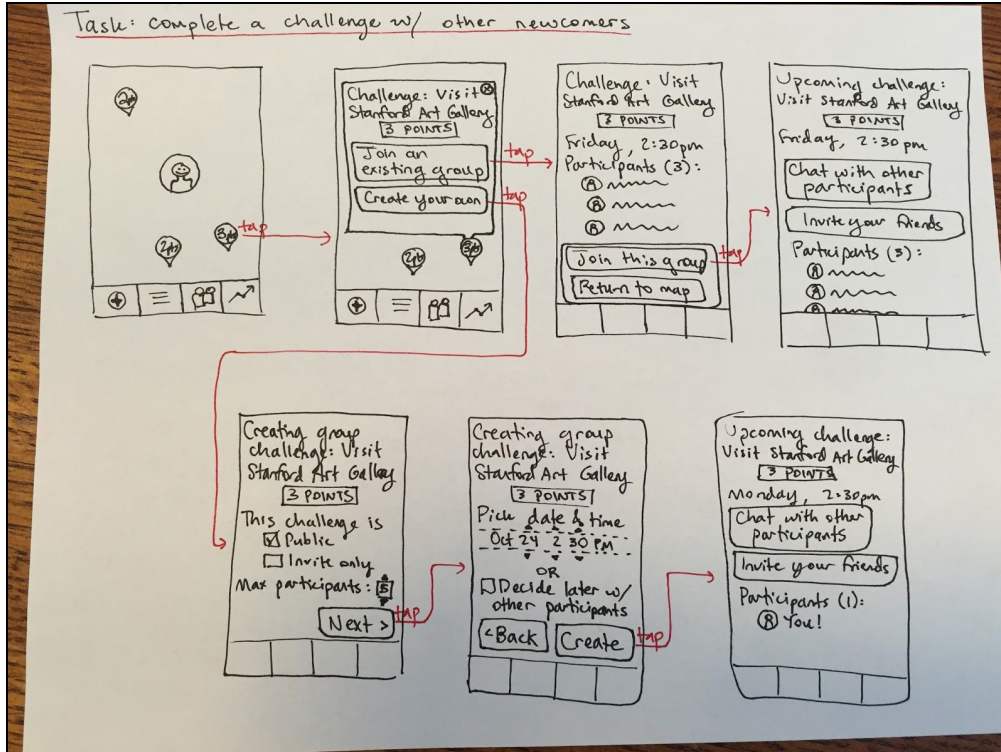 Task: complete a challenge w/ other newcomers
2pt
2pts
3pts
tap
Challenge: Visit
Stanford Art Gallery
3 POINTS
Join an
existing group
Create your own
2pts
3pts
tap
tap
Challenge: Visit
Stanford Art Gallery
3 POINTS
Friday, 2:30pm
Participants (3):
Join this group
Return to map
tap
Upcoming challenge:
Visit Stanford Art Gallery
3 POINTS
Friday, 2:30pm
Chat with other
participants
Invite your friends
Participants (3):
Creating group
challenge: Visit
Stanford Art Gallery
3 POINTS
This challenge is
Public
Invite only
Max participants: 5
Next >
tap
Creating group
challenge: Visit
Stanford Art Gallery
3 POINTS
Pick date & time
Oct 24 2 30 PM
OR
Decide later w/
other participants
< Back
Create
tap
Upcoming challenge:
Visit Stanford Art Gallery
3 POINTS
Monday, 2:30pm
Chat with other
participants
Invite your friends
Participants (1):
You!